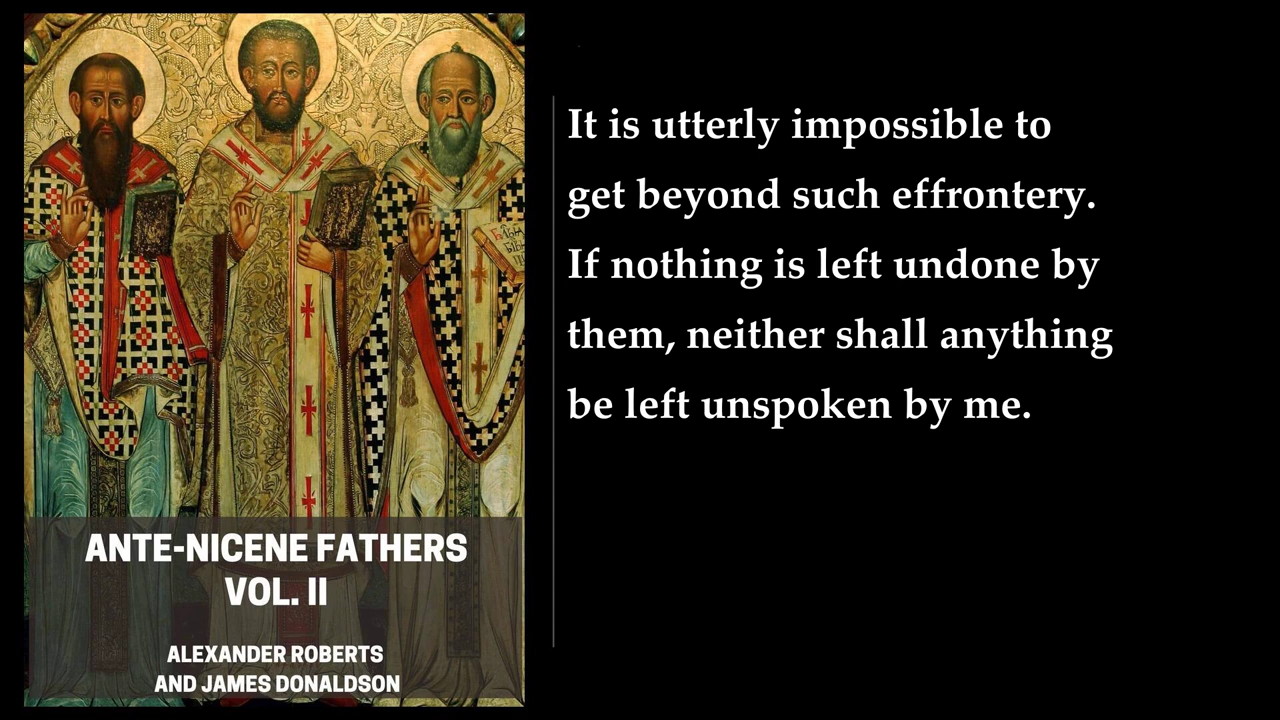 ANTE-NICENE FATHERS
VOL. II
ALEXANDER ROBERTS
AND JAMES DONALDSON
It is utterly impossible to
get beyond such effrontery.
If nothing is left undone by
them, neither shall anything
be left unspoken by me.